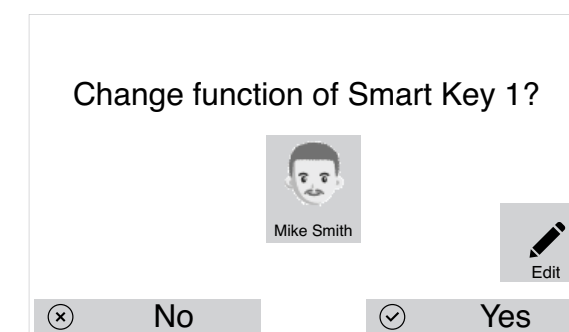 Change function of Smart Key 1?
Mike Smith
Edit
No
Yes